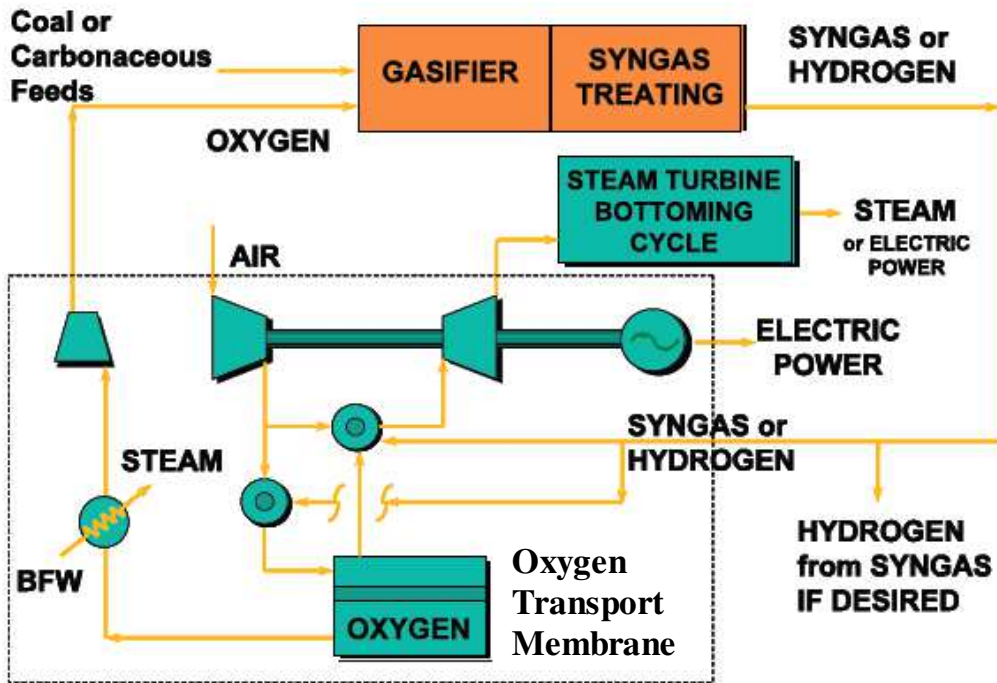 Coal or
Carbonaceous
Feeds
GASIFIER
SYNGAS
TREATING
SYNGAS or
HYDROGEN
OXYGEN
STEAM TURBINE
BOTTOMING
CYCLE
STEAM
or ELECTRIC
POWER
AIR
ELECTRIC
POWER
SYNGAS or
HYDROGEN
STEAM
BFW
HYDROGEN
from SYNGAS
IF DESIRED
Oxygen
Transport
Membrane
OXYGEN